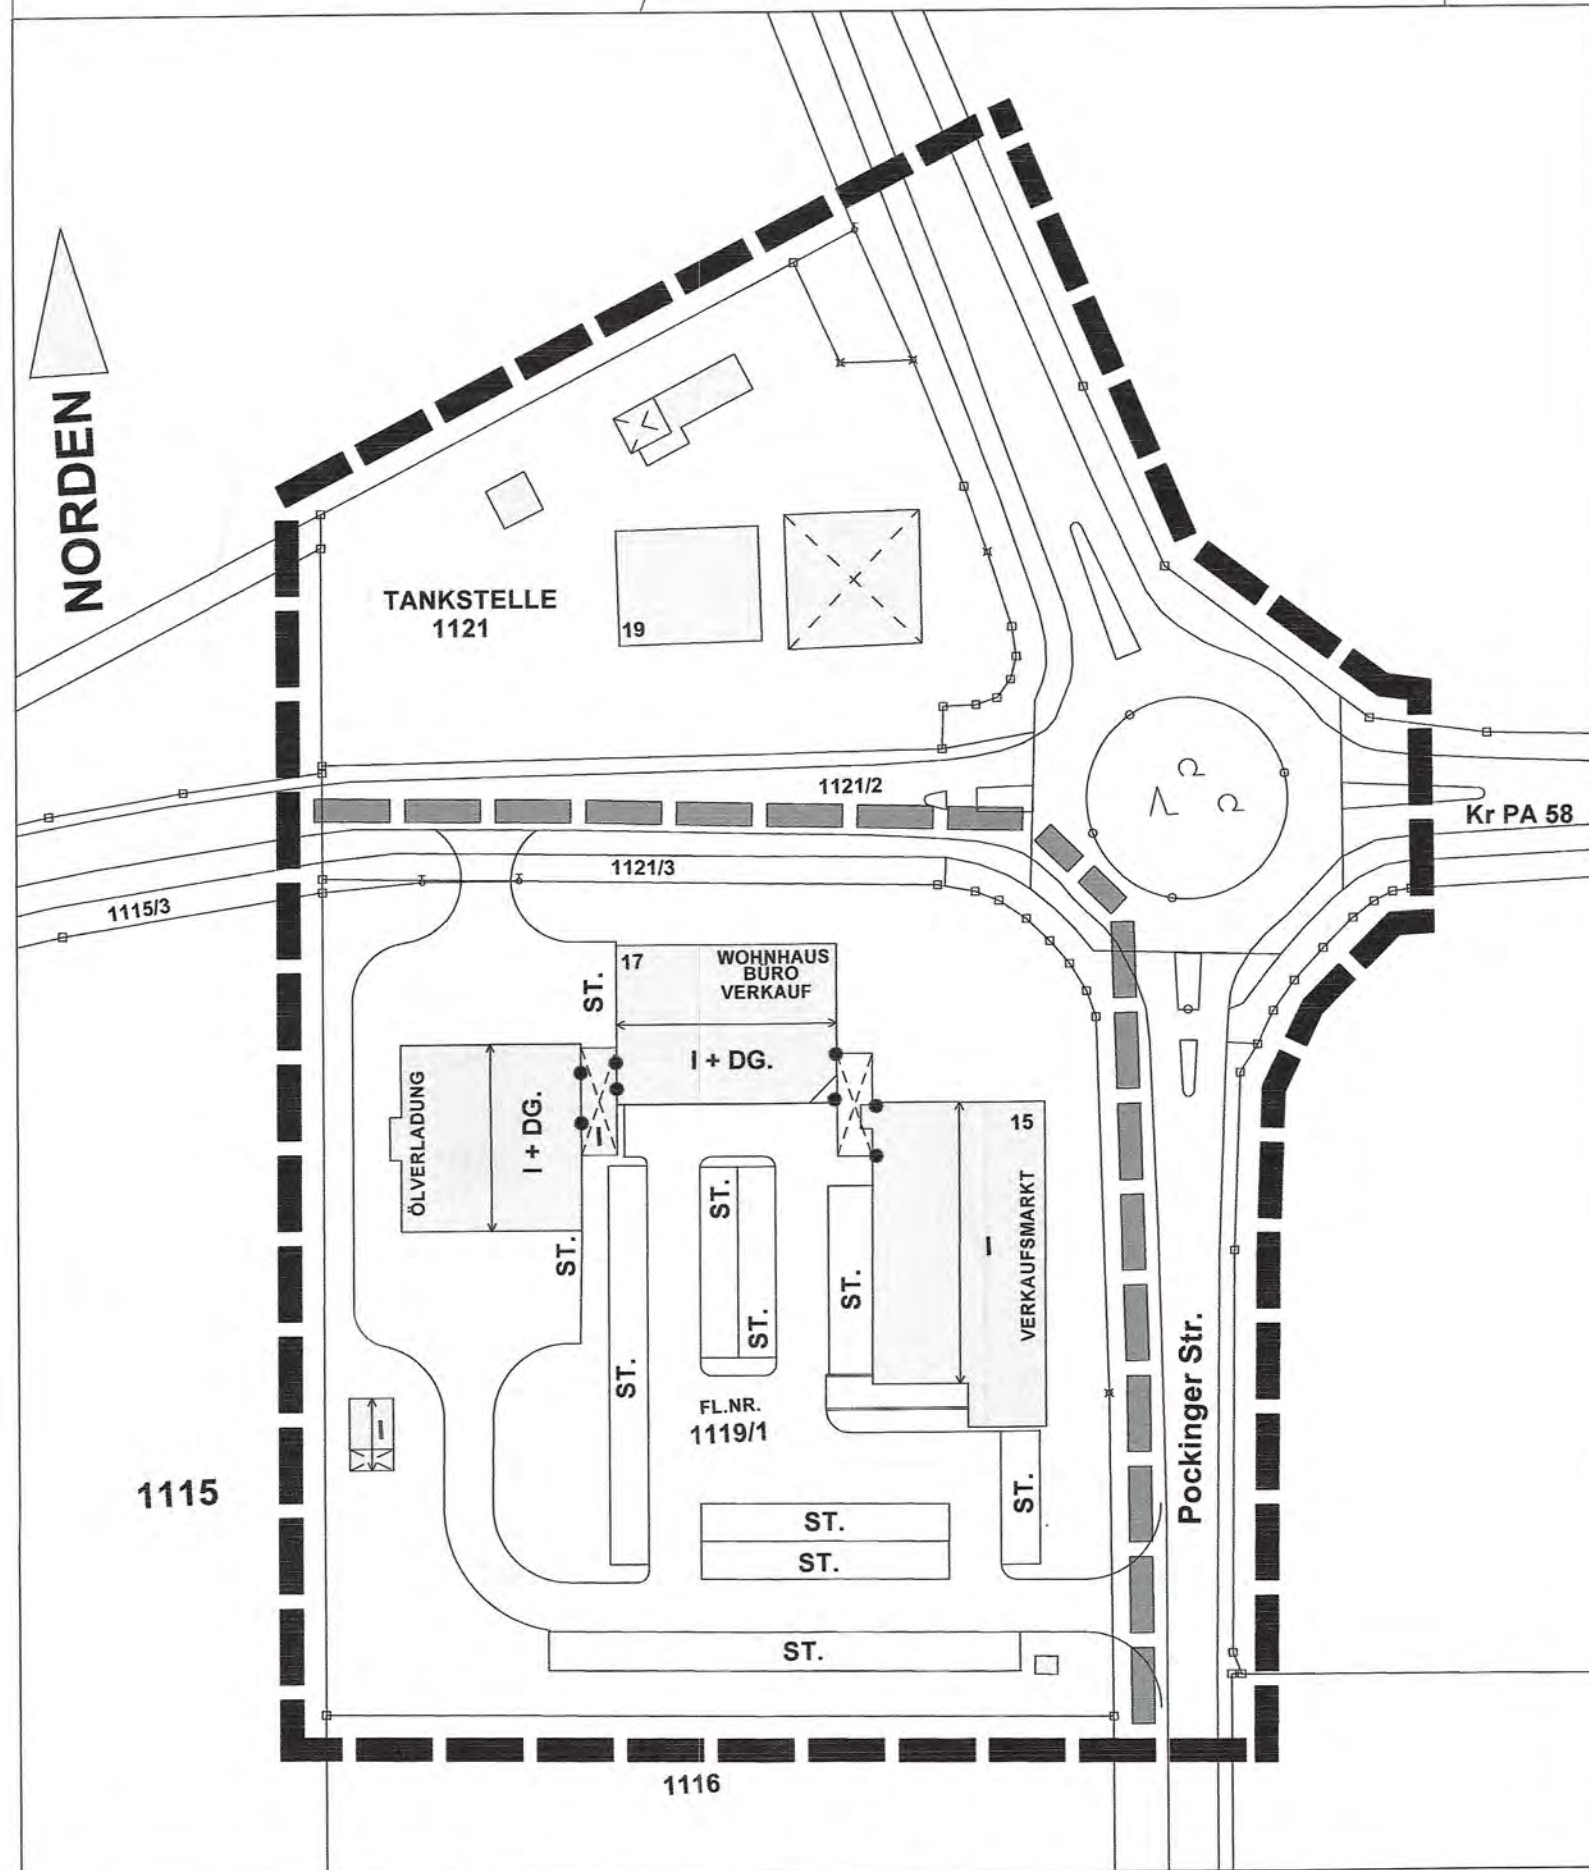 NORDEN
TANKSTELLE
1121
19
1121/2
Kr PA 58
1121/3
1115/3
17
WOHNHAUS
BÜRO
VERKAUF
ST.
I + DG.
ÖLVERLADUNG
I + DG.
I
15
VERKAUFSMARKT
I
ST.
ST.
ST.
ST.
ST.
FL.NR.
1119/1
Pockinger Str.
1115
ST.
ST.
ST.
ST.
1116